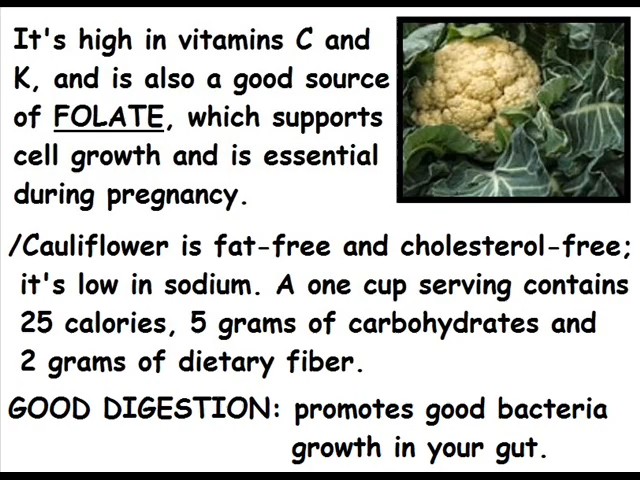 It's high in vitamins C and
K, and is also a good source
of FOLATE, which supports
cell growth and is essential
during pregnancy.
/Cauliflower is fat-free and cholesterol-free;
it's low in sodium. A one cup serving contains
25 calories, 5 grams of carbohydrates and
2 grams of dietary fiber.
GOOD DIGESTION: promotes good bacteria
growth in your gut.